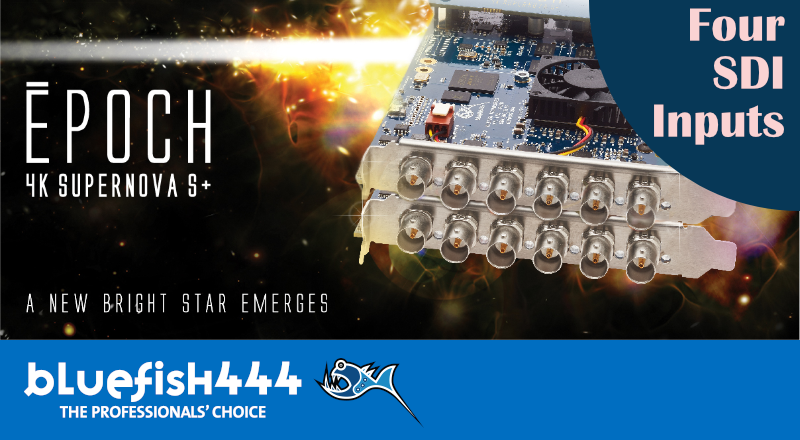 Four
SDI
Inputs
ĒPOCH
4K SUPERNOVA S+
A NEW BRIGHT STAR EMERGES
bluefish444
THE PROFESSIONALS' CHOICE